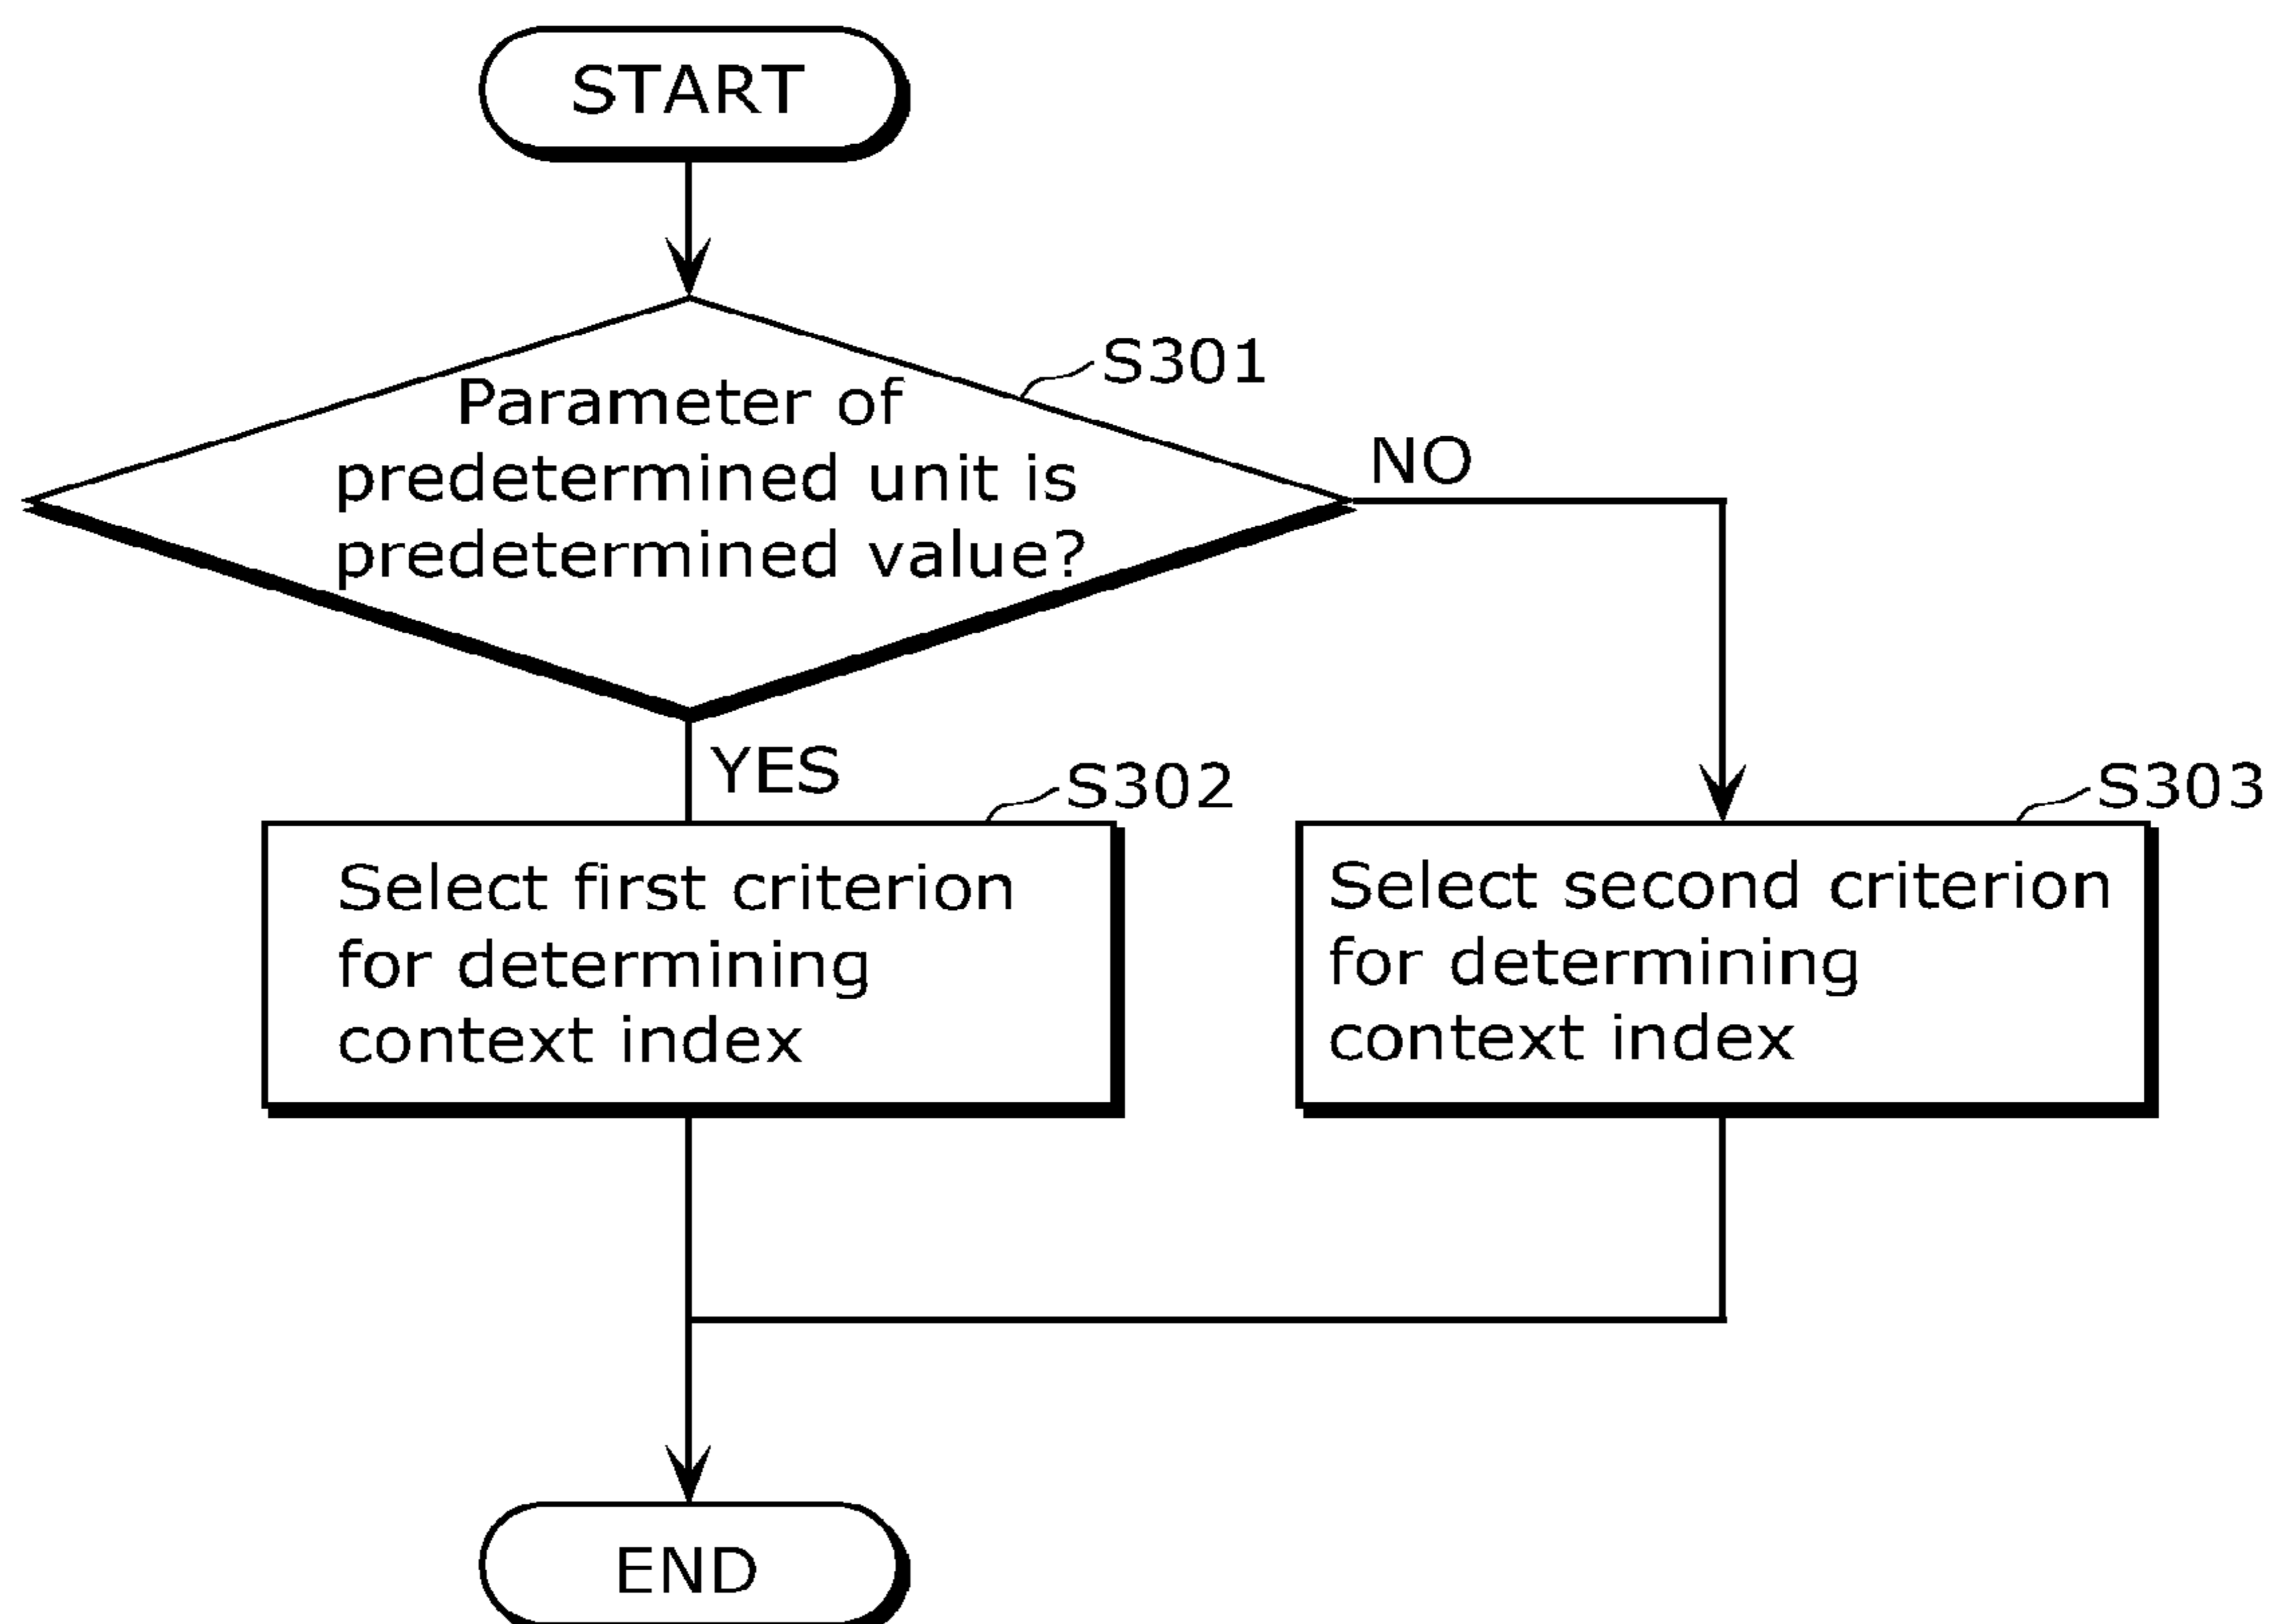 START
S301
Parameter of
predetermined unit is
predetermined value?
NO
YES
S302
Select first criterion
for determining
context index
S303
Select second criterion
for determining
context index
END